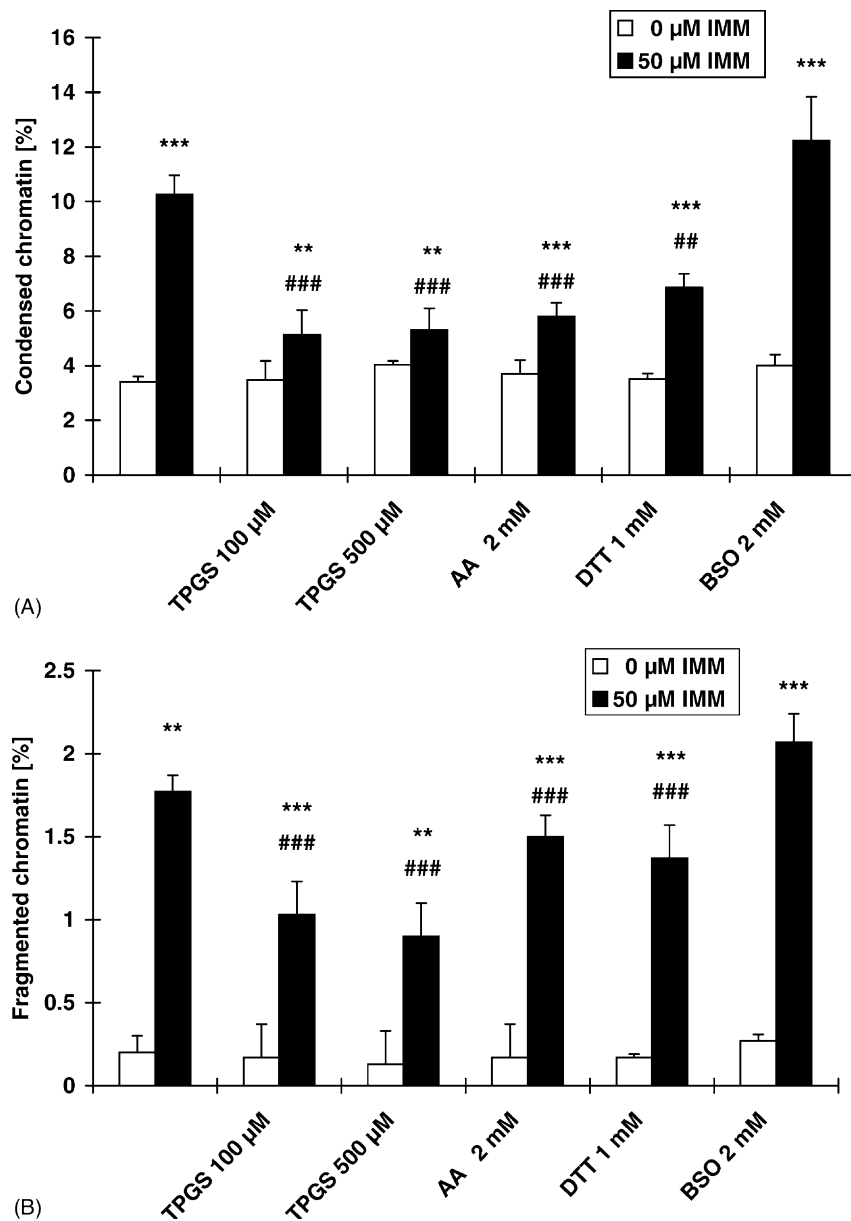 16
14
12
10
8
6
4
2
0
Condensed chromatin [%]
0 µM IMM
50 µM IMM
***
**
###
**
###
***
###
***
##
***
TPGS 100 µM
TPGS 500 µM
AA 2 mM
DTT 1 mM
BSO 2 mM
(A)
2.5
2
1.5
1
0.5
0
Fragmented chromatin [%]
0 µM IMM
50 µM IMM
**
***
###
**
###
***
###
***
###
***
TPGS 100 µM
TPGS 500 µM
AA 2 mM
DTT 1 mM
BSO 2 mM
(B)